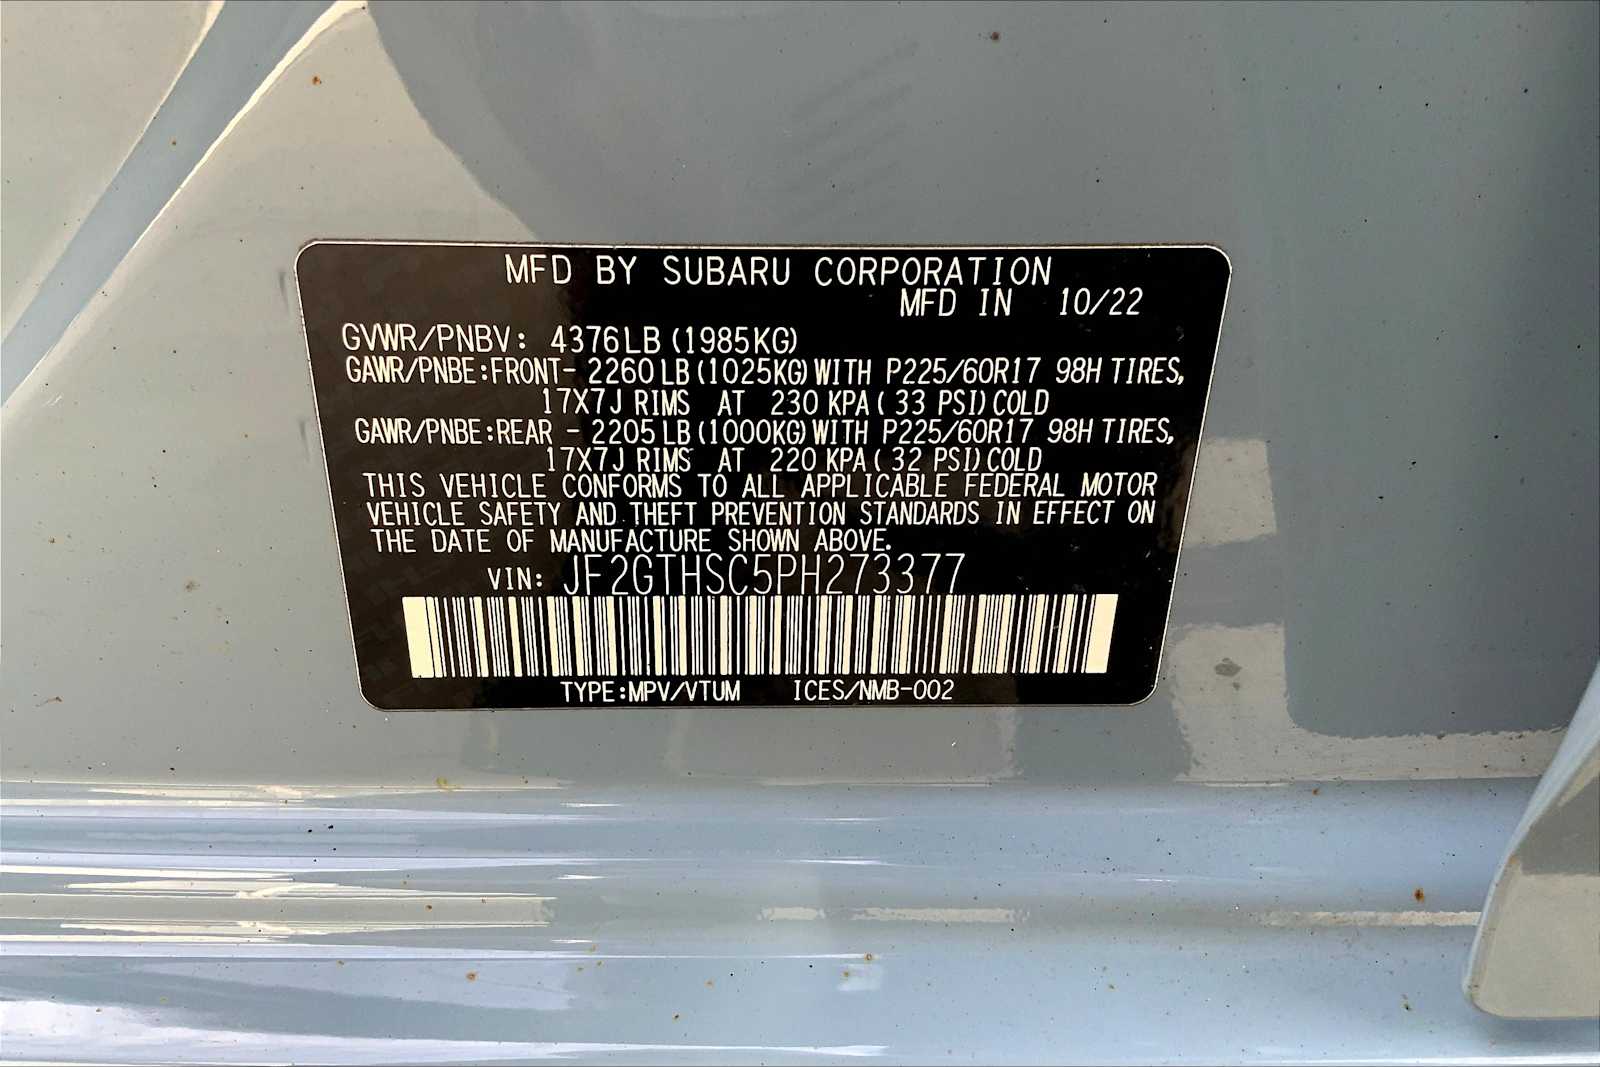 MFD BY SUBARU CORPORATION
MFD IN 10/22
GVWR/PNBV: 4376LB (1985KG)
GAWR/PNBE:FRONT- 2260LB (1025KG) WITH P225/60R17 98H TIRES,
17X7J RIMS AT 230 KPA (33 PSI) COLD
GAWR/PNBE:REAR - 2205LB (1000KG) WITH P225/60R17 98H TIRES,
17X7J RIMS AT 220 KPA (32 PSI) COLD
THIS VEHICLE CONFORMS TO ALL APPLICABLE FEDERAL MOTOR
VEHICLE SAFETY AND THEFT PREVENTION STANDARDS IN EFFECT ON
THE DATE OF MANUFACTURE SHOWN ABOVE.
VIN: JF2GTHSC5PH273377
TYPE:MPV/VTUM ICES/NMB-002